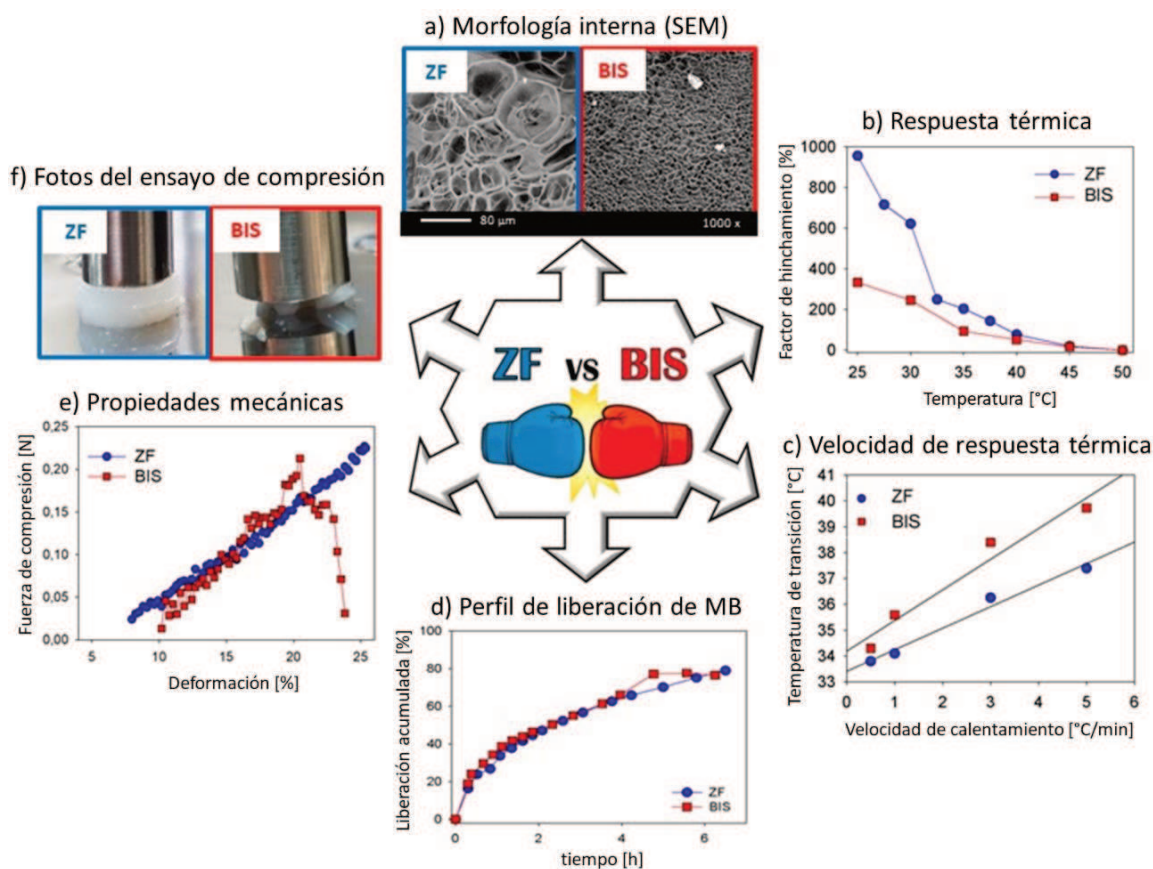 a) Morfología interna (SEM)
ZF
BIS
80 µm
1000 x
b) Respuesta térmica
Factor de hinchamiento [%]
1000
800
600
400
200
0
ZF
BIS
25 30 35 40 45 50
Temperatura [°C]
f) Fotos del ensayo de compresión
ZF
BIS
ZF vs BIS
e) Propiedades mecánicas
Fuerza de compresión [N]
0,25
0,20
0,15
0,10
0,05
0,00
ZF
BIS
5 10 15 20 25
Deformación [%]
c) Velocidad de respuesta térmica
Temperatura de transición [°C]
41
40
39
38
37
36
35
34
33
ZF
BIS
0 1 2 3 4 5 6
Velocidad de calentamiento [°C/min]
d) Perfil de liberación de MB
Liberación acumulada [%]
100
80
60
40
20
0
ZF
BIS
0 2 4 6
tiempo [h]